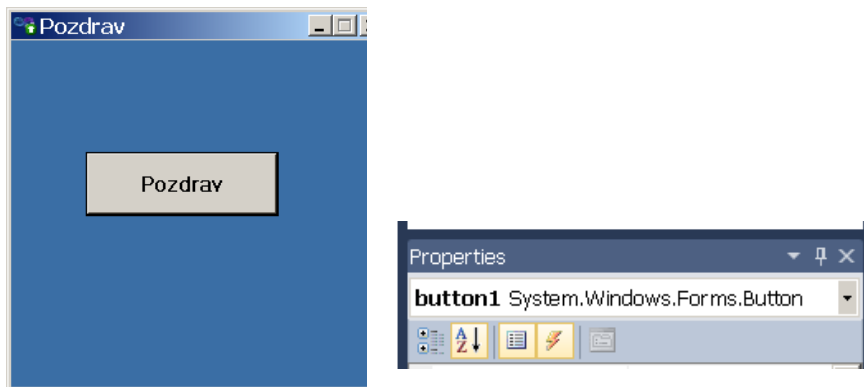 Pozdrav
Pozdrav
Properties
button1 System.Windows.Forms.Button
A
Z